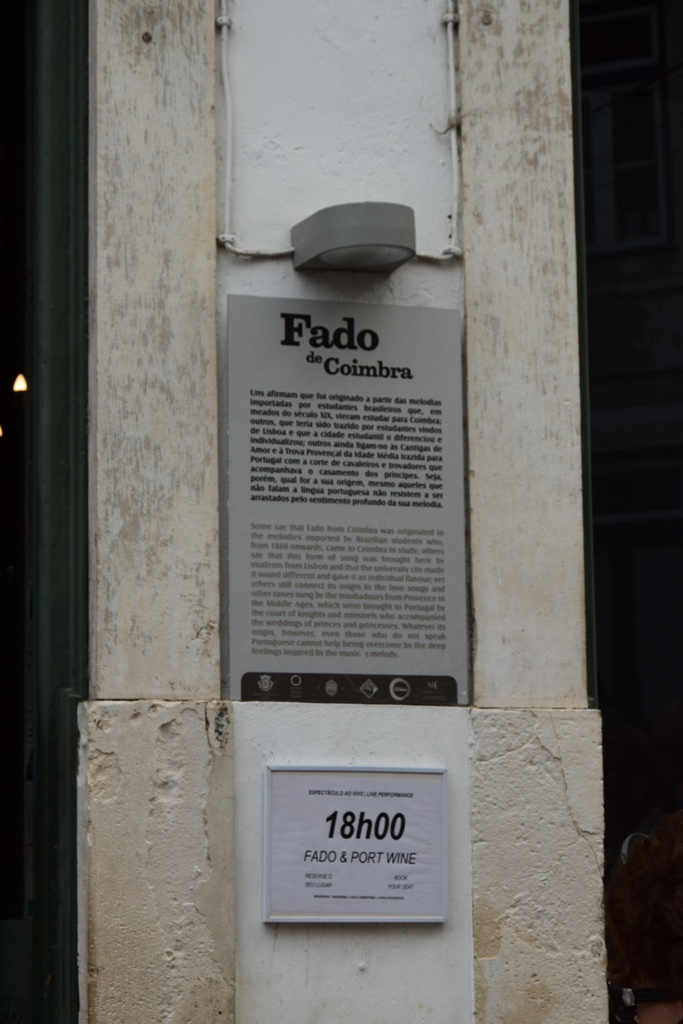 Fado
de Coimbra
Uns afirmam que foi originado a partir das melodias
importadas por estudantes brasileiros que, em
meados do século XIX, vieram estudar para Coimbra;
outros, que teria sido trazido por estudantes vindos
de Lisboa e que a cidade estudantil o diferenciou e
individualizou; outros ainda ligam-no às Cantigas de
Amor e à Trova Provençal da Idade Média trazida para
Portugal com a corte de cavaleiros e trovadores que
acompanhava o casamento dos príncipes. Seja,
porém, qual for a sua origem, mesmo aqueles que
não falam a língua portuguesa não resistem a ser
arrastados pelo sentimento profundo da sua melodia.
Some say that Fado from Coimbra was originated in
the melodies imported by Brazilian students who,
from 1860 onwards, came to Coimbra to study; others
say that this form of song was brought here by
students from Lisbon and that the university city made
it sound different and gave it an individual flavour; yet
others still connect its origin to the love songs and
other tunes sung by the troubadours from Provence in
the Middle Ages, which were brought to Portugal by
the court of knights and minstrels who accompanied
the weddings of princes and princesses. Whatever its
origin, however, even those who do not speak
Portuguese cannot help being overcome by the deep
feelings inspired by the music´s melody.
ESPECTÁCULO AO VIVO | LIVE PERFORMANCE
18h00
FADO & PORT WINE
RESERVE O BOOK
SEU LUGAR YOUR SEAT